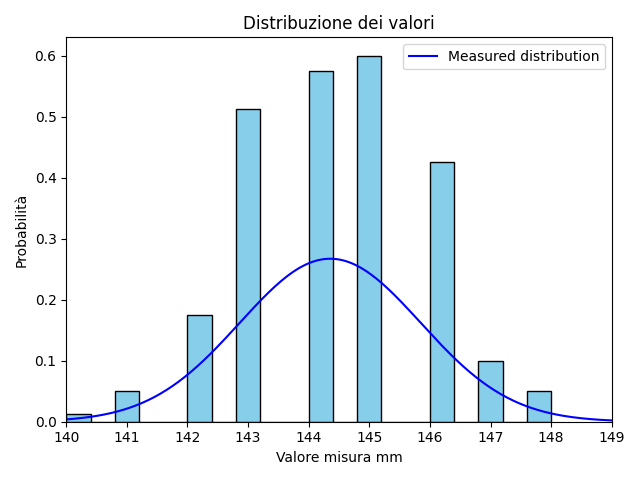 Distribuzione dei valori
Measured distribution
Probabilità
0.6
0.5
0.4
0.3
0.2
0.1
0.0
140 141 142 143 144 145 146 147 148 149
Valore misura mm